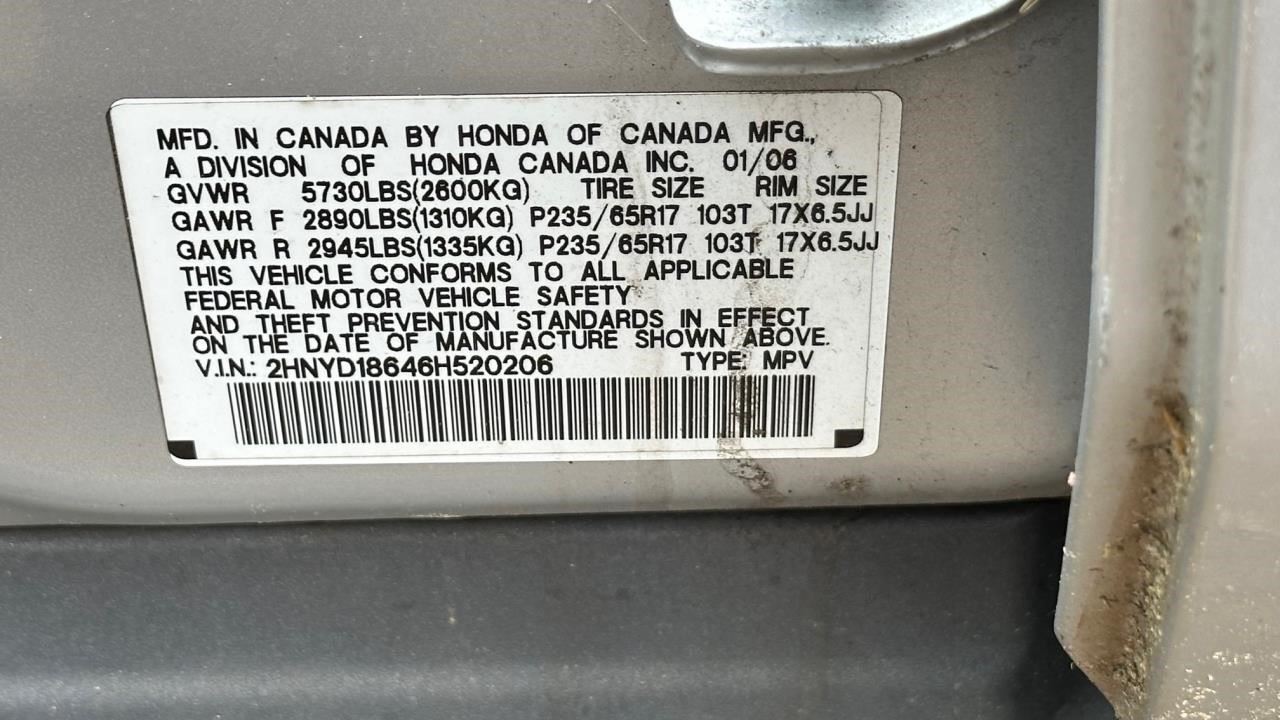 MFD. IN CANADA BY HONDA OF CANADA MFG.,
A DIVISION OF HONDA CANADA INC. 01/06
GVWR 5730LBS(2600KG) TIRE SIZE RIM SIZE
GAWR F 2890LBS(1310KG) P235/65R17 103T 17X6.5JJ
GAWR R 2945LBS(1335KG) P235/65R17 103T 17X6.5JJ
THIS VEHICLE CONFORMS TO ALL APPLICABLE
FEDERAL MOTOR VEHICLE SAFETY
AND THEFT PREVENTION STANDARDS IN EFFECT
ON THE DATE OF MANUFACTURE SHOWN ABOVE.
V.I.N.: 2HNYD18646H520206 TYPE: MPV